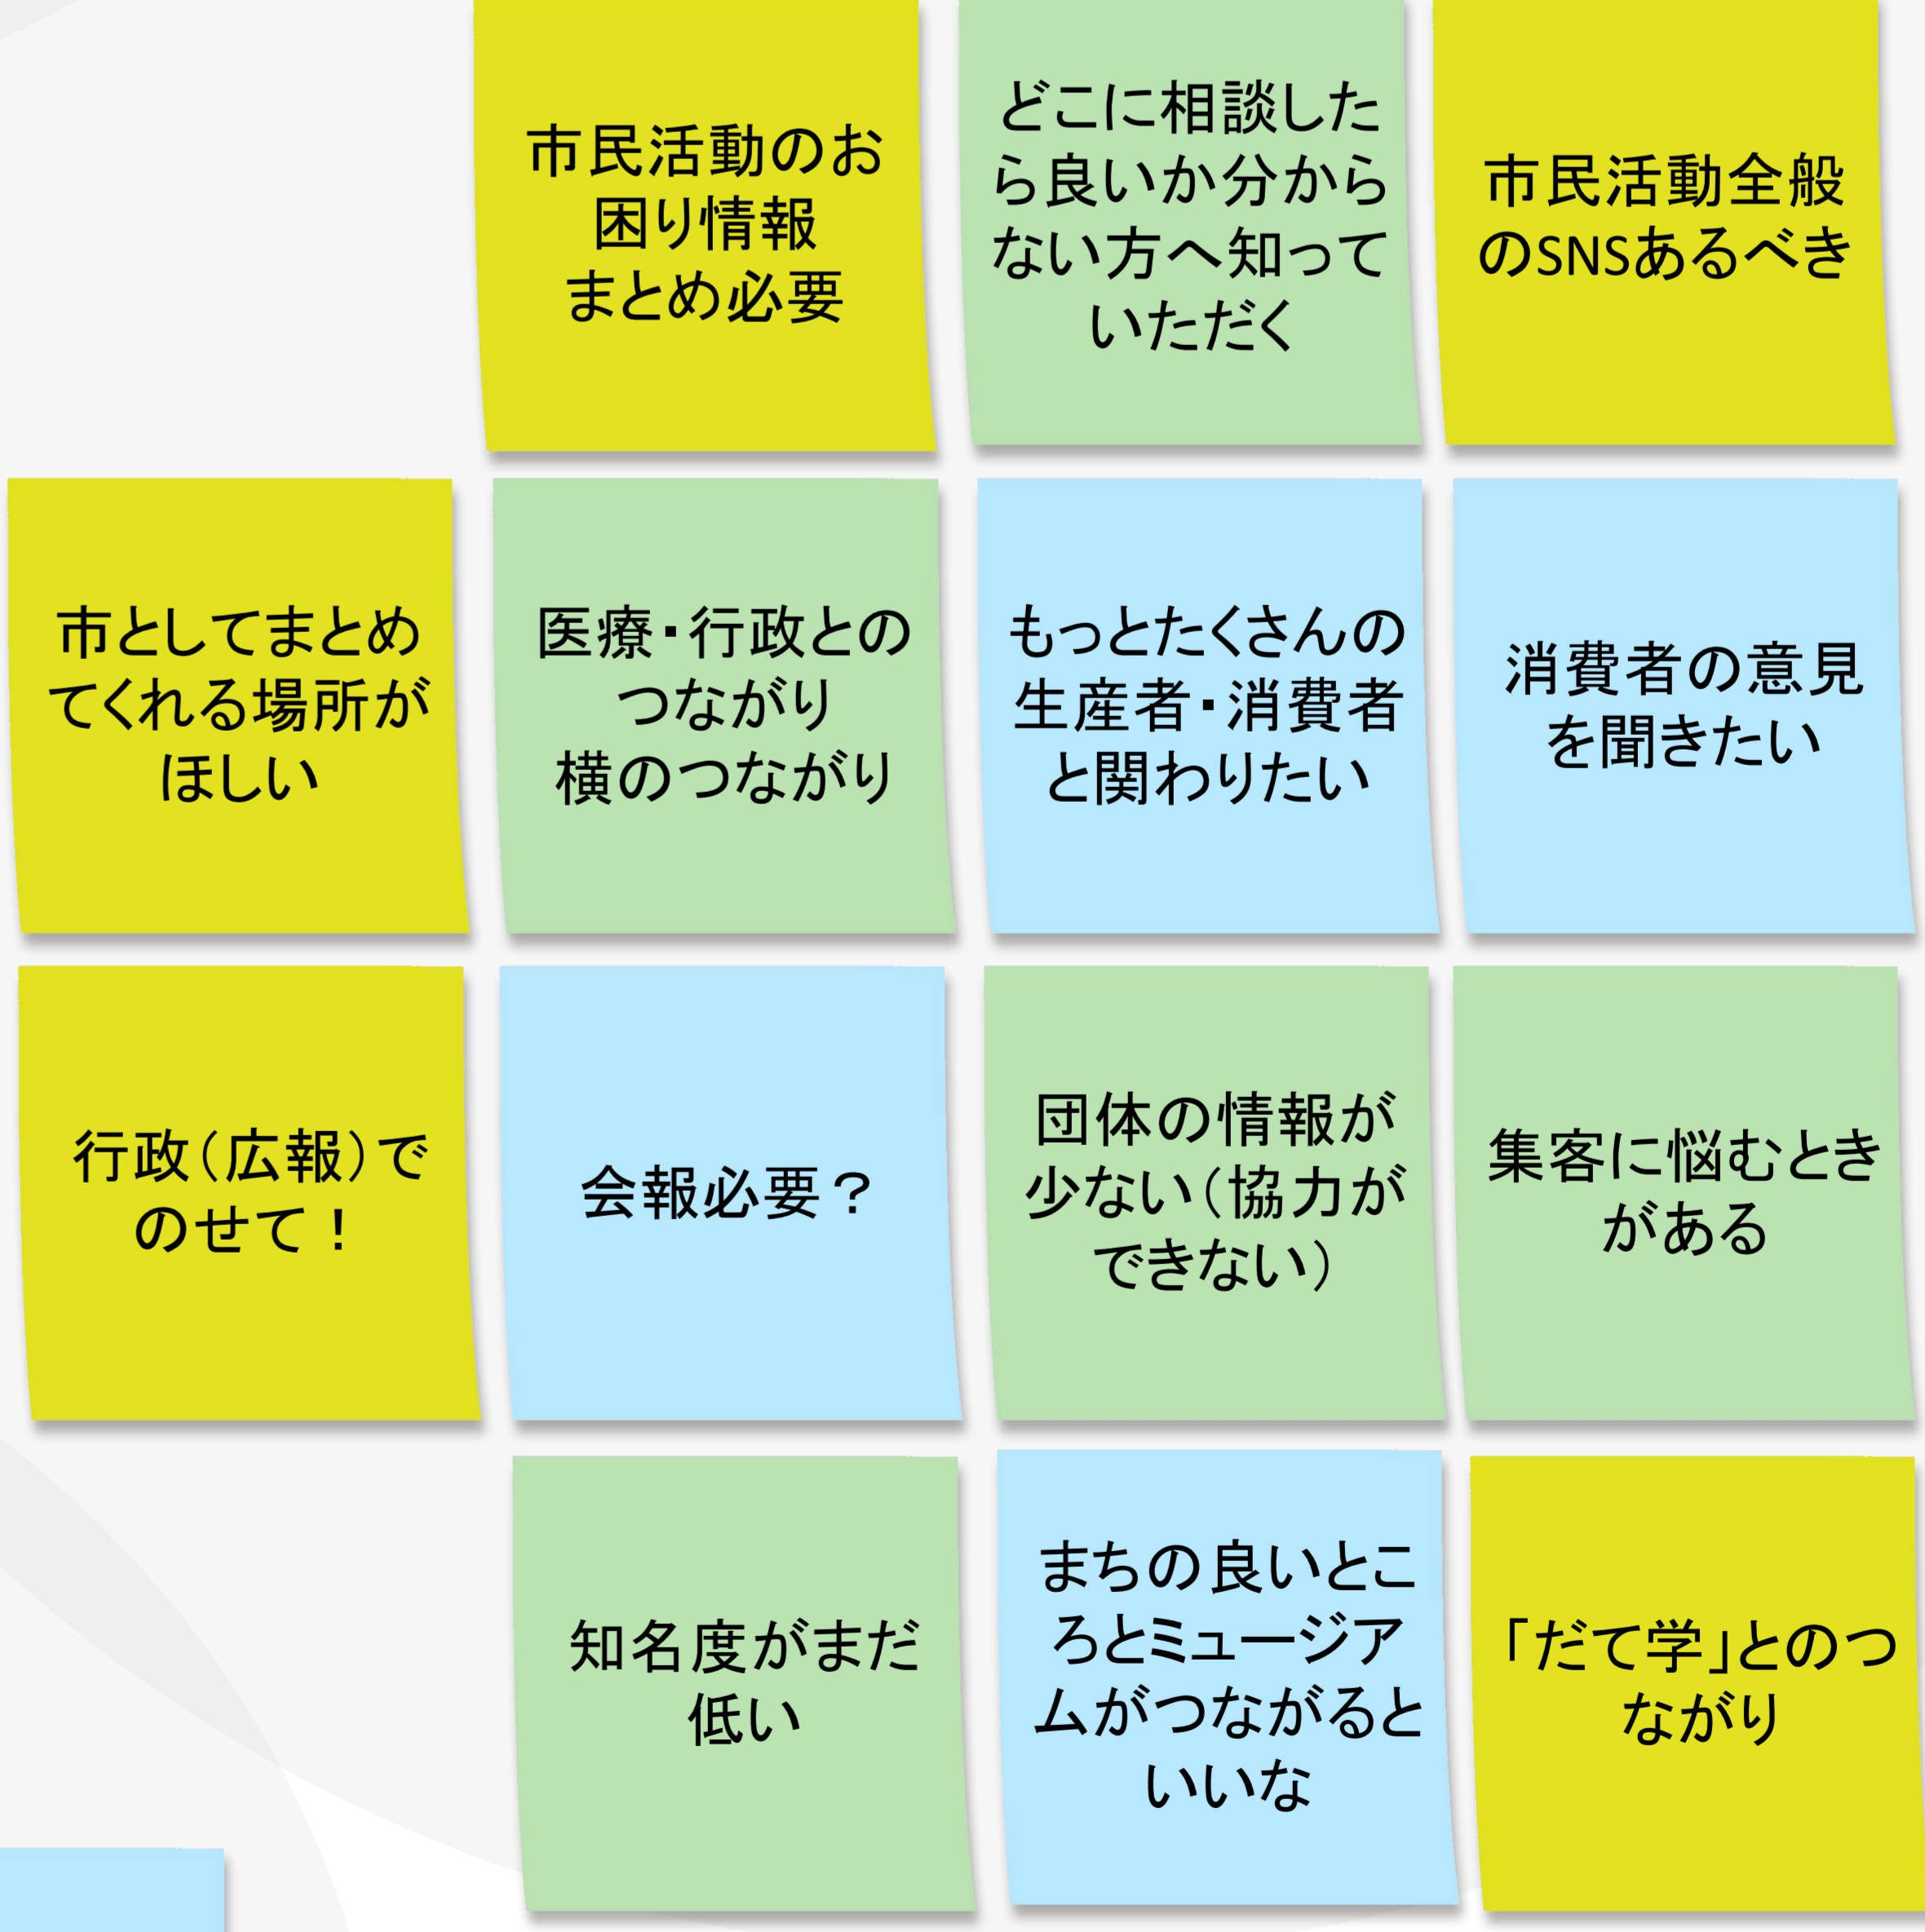 市民活動のお
困り情報
まとめ必要
どこに相談した
ら良いか分から
ない方へ知って
いただく
市民活動全般
のSNSあるべき
市としてまとめ
てくれる場所が
ほしい
医療・行政との
つながり
横のつながり
もっとたくさんの
生産者・消費者
と関わりたい
消費者の意見
を聞きたい
行政（広報）で
のせて！
会報必要？
団体の情報が
少ない（協力が
できない）
集客に悩むとき
がある
知名度がまだ
低い
まちの良いとこ
ろとミュージア
ムがつながると
いいな
「だて学」とのつ
ながり